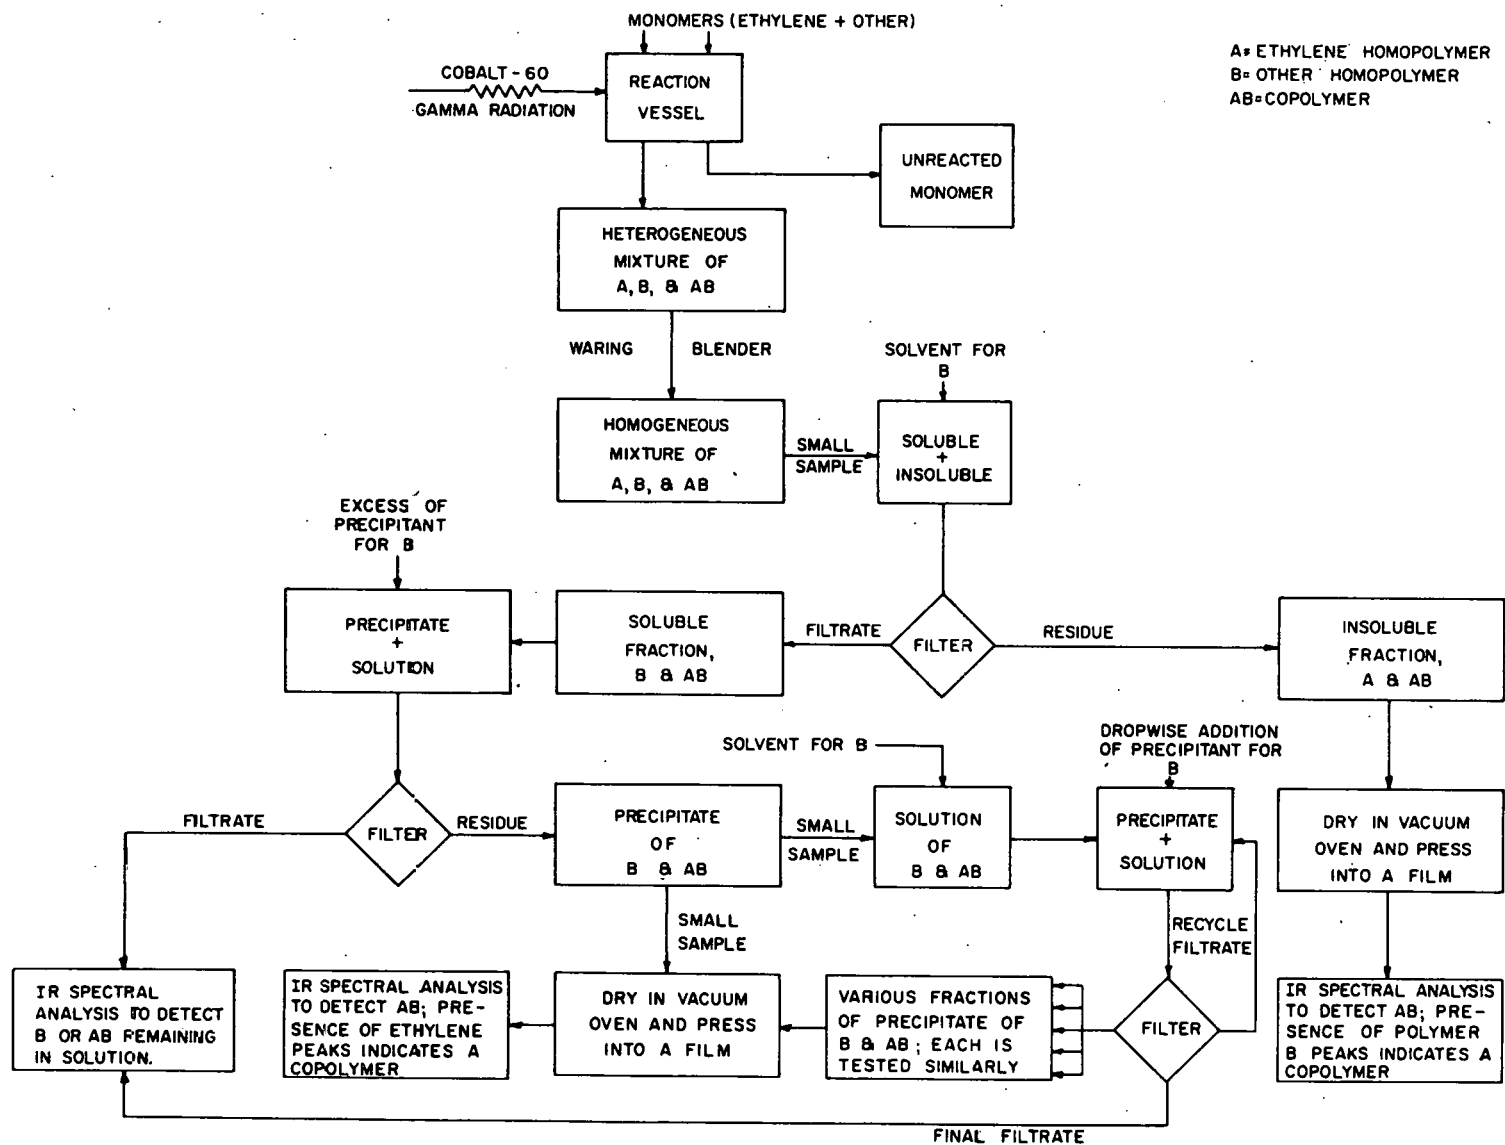 MONOMERS (ETHYLENE + OTHER)
A= ETHYLENE HOMOPOLYMER
B= OTHER HOMOPOLYMER
AB= COPOLYMER
COBALT-60
GAMMA RADIATION
REACTION
VESSEL
UNREACTED
MONOMER
HETEROGENEOUS
MIXTURE OF
A, B, & AB
WARING BLENDER
SOLVENT FOR
B
HOMOGENEOUS
MIXTURE OF
A, B, & AB
SMALL
SAMPLE
SOLUBLE
+
INSOLUBLE
EXCESS OF
PRECIPITANT
FOR B
PRECIPITATE
+
SOLUTION
SOLUBLE
FRACTION,
B & AB
FILTRATE
FILTER
RESIDUE
INSOLUBLE
FRACTION,
A & AB
SOLVENT FOR B
DROPWISE ADDITION
OF PRECIPITANT FOR
B
FILTRATE
FILTER
RESIDUE
PRECIPITATE
OF
B & AB
SMALL
SAMPLE
SOLUTION
OF
B & AB
PRECIPITATE
+
SOLUTION
DRY IN VACUUM
OVEN AND PRESS
INTO A FILM
SMALL
SAMPLE
RECYCLE
FILTRATE
IR SPECTRAL
ANALYSIS TO DETECT
B OR AB REMAINING
IN SOLUTION.
IR SPECTRAL ANALYSIS
TO DETECT AB; PRE-
SENCE OF ETHYLENE
PEAKS INDICATES A
COPOLYMER
DRY IN VACUUM
OVEN AND PRESS
INTO A FILM
VARIOUS FRACTIONS
OF PRECIPITATE OF
B & AB; EACH IS
TESTED SIMILARLY
FILTER
IR SPECTRAL ANALYSIS
TO DETECT AB; PRE-
SENCE OF POLYMER
B PEAKS INDICATES A
COPOLYMER
FINAL FILTRATE